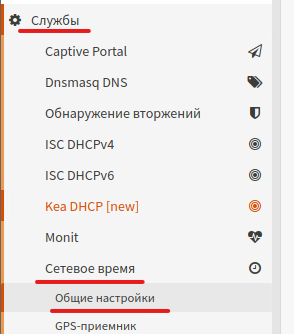 Службы
Captive Portal
Dnsmasq DNS
Обнаружение вторжений
ISC DHCPv4
ISC DHCPv6
Kea DHCP [new]
Monit
Сетевое время
Общие настройки
GPS-приемник